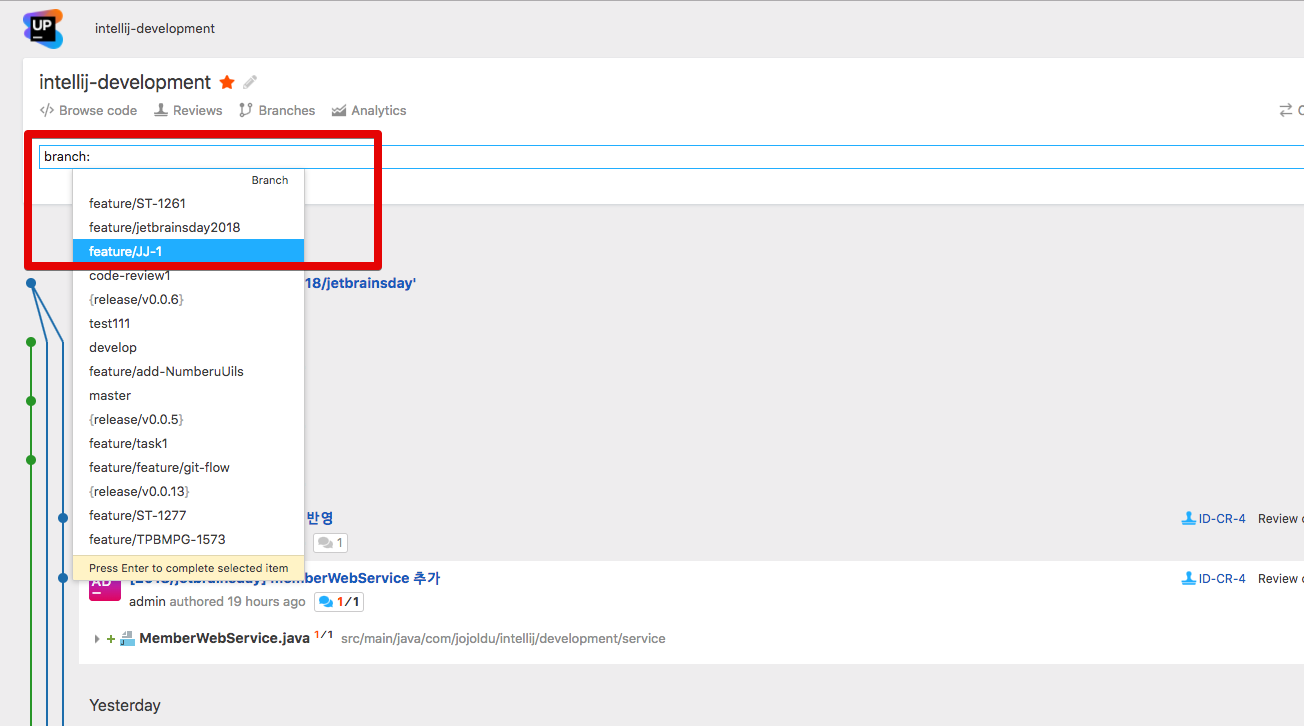 UP
intellij-development
intellij-development
Browse code Reviews Branches Analytics
branch:
Branch
feature/ST-1261
feature/jetbrainsday2018
feature/JJ-1
code-review1
18/jetbrainsday'
{release/v0.0.6}
test111
develop
feature/add-NumberuUils
master
{release/v0.0.5}
feature/task1
feature/feature/git-flow
{release/v0.0.13}
feature/ST-1277
반영
ID-CR-4 Review
feature/TPBMPG-1573
1
Press Enter to complete selected item
AD
[2018/jetbrainsday] MemberWebService 추가
ID-CR-4 Review
admin authored 19 hours ago 1/1
MemberWebService.java 1/1 src/main/java/com/jojoldu/intellij/development/service
Yesterday